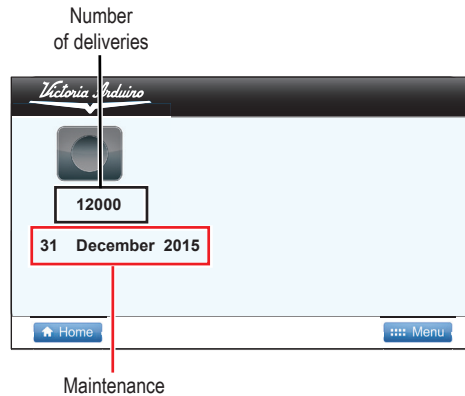 Number
of deliveries
Victoria Arduino
12000
31 December 2015
Home
Menu
Maintenance